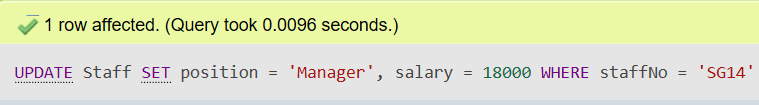 1 row affected. (Query took 0.0096 seconds.)
UPDATE Staff SET position = 'Manager', salary = 18000 WHERE staffNo = 'SG14'